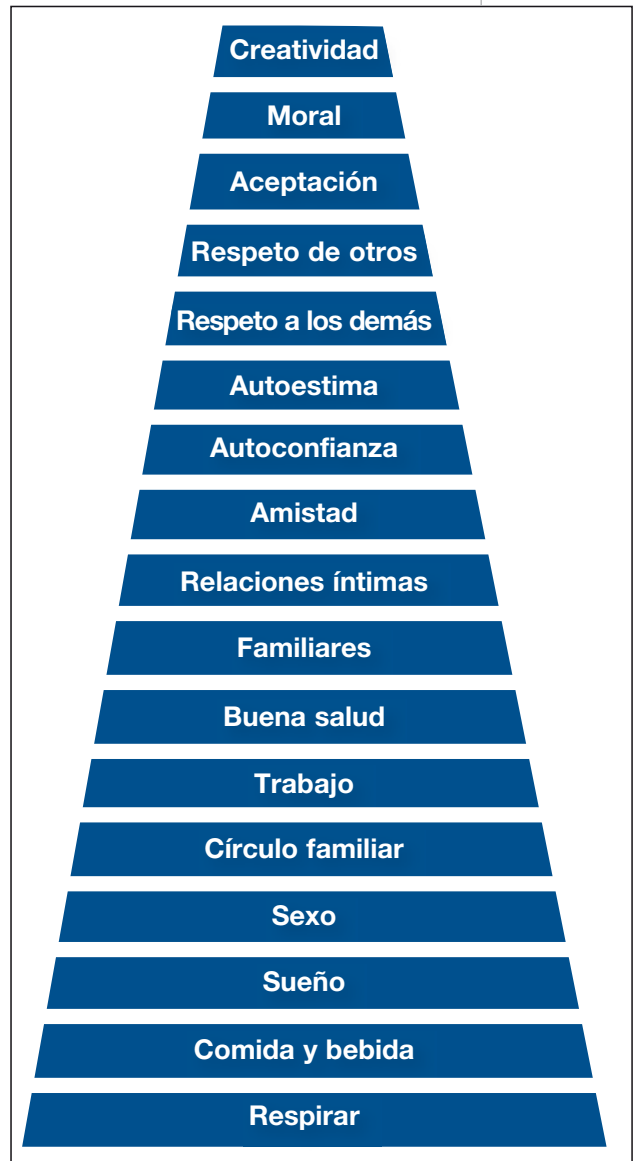 Creatividad
Moral
Aceptación
Respeto de otros
Respeto a los demás
Autoestima
Autoconfianza
Amistad
Relaciones íntimas
Familiares
Buena salud
Trabajo
Círculo familiar
Sexo
Sueño
Comida y bebida
Respirar